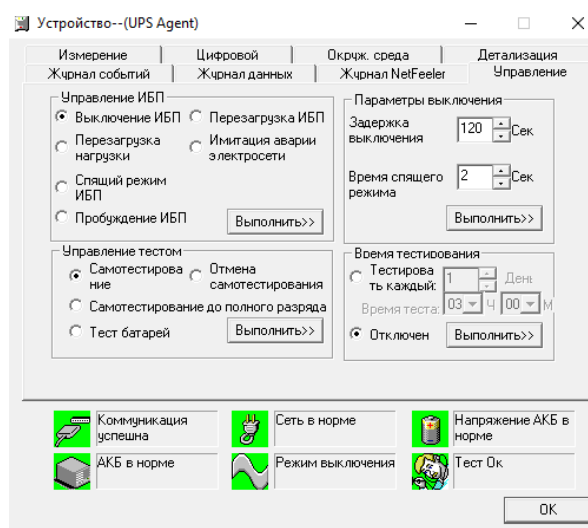 Устройство--(UPS Agent)
Измерение Цифровой Окруж. среда Детализация
Журнал событий Журнал данных Журнал NetFeeler Управление
Управление ИБП
Выключение ИБП Перезагрузка ИБП
Перезагрузка нагрузки
Имитация аварии электросети
Спящий режим ИБП
Пробуждение ИБП
Выполнить>>
Параметры выключения
Задержка выключения 120 Сек
Время спящего режима 2 Сек
Выполнить>>
Управление тестом
Самотестирова
ние
Отмена
самотестирования
Самотестирование до полного разряда
Тест батарей
Выполнить>>
Время тестирования
Тестирова
ть каждый: 1 День
Время теста: 03 Ч 00 М
Отключен
Выполнить>>
Коммуникация
успешна
Сеть в норме
Напряжение АКБ в
норме
АКБ в норме
Режим выключения
Тест Ок
OK